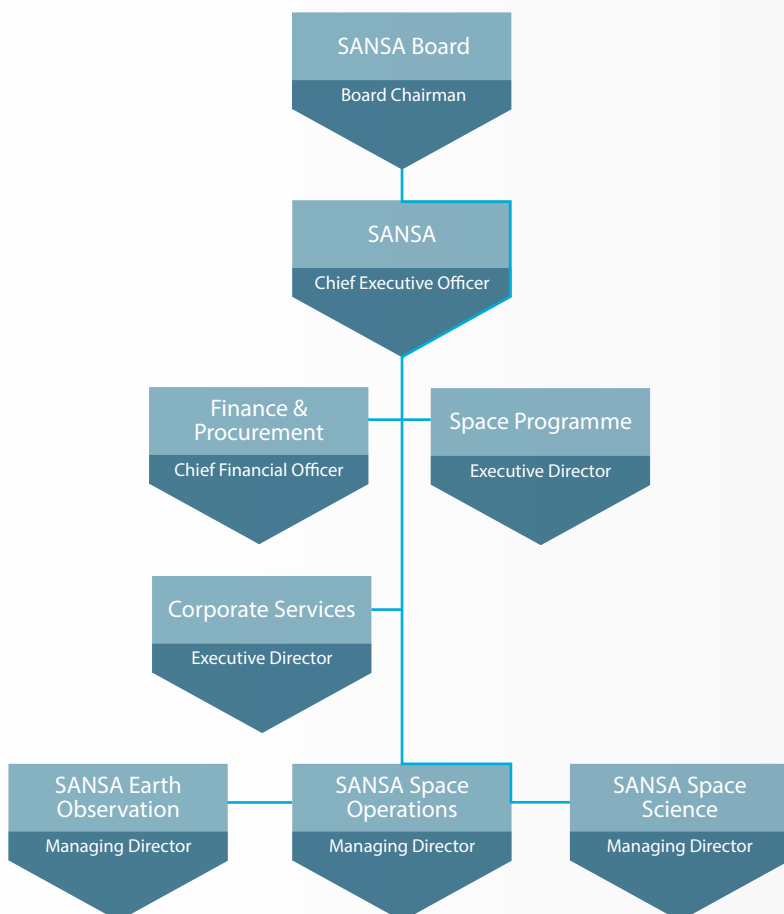 SANSA Board
Board Chairman
SANSA
Chief Executive Officer
Finance &
Procurement
Chief Financial Officer
Space Programme
Executive Director
Corporate Services
Executive Director
SANSA Earth
Observation
Managing Director
SANSA Space
Operations
Managing Director
SANSA Space
Science
Managing Director